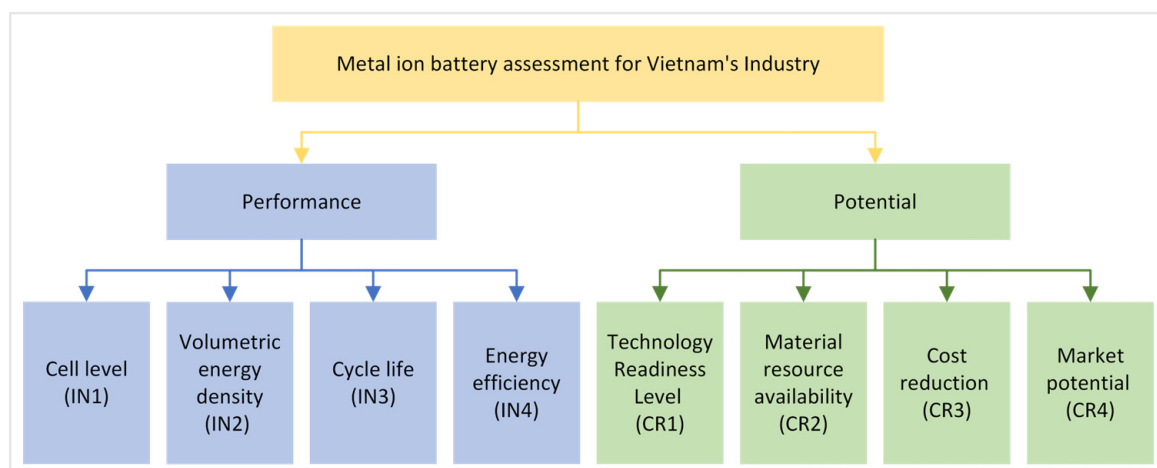 Metal ion battery assessment for Vietnam's Industry
Performance
Potential
Cell level
(IN1)
Volumetric
energy
density
(IN2)
Cycle life
(IN3)
Energy
efficiency
(IN4)
Technology
Readiness
Level
(CR1)
Material
resource
availability
(CR2)
Cost
reduction
(CR3)
Market
potential
(CR4)